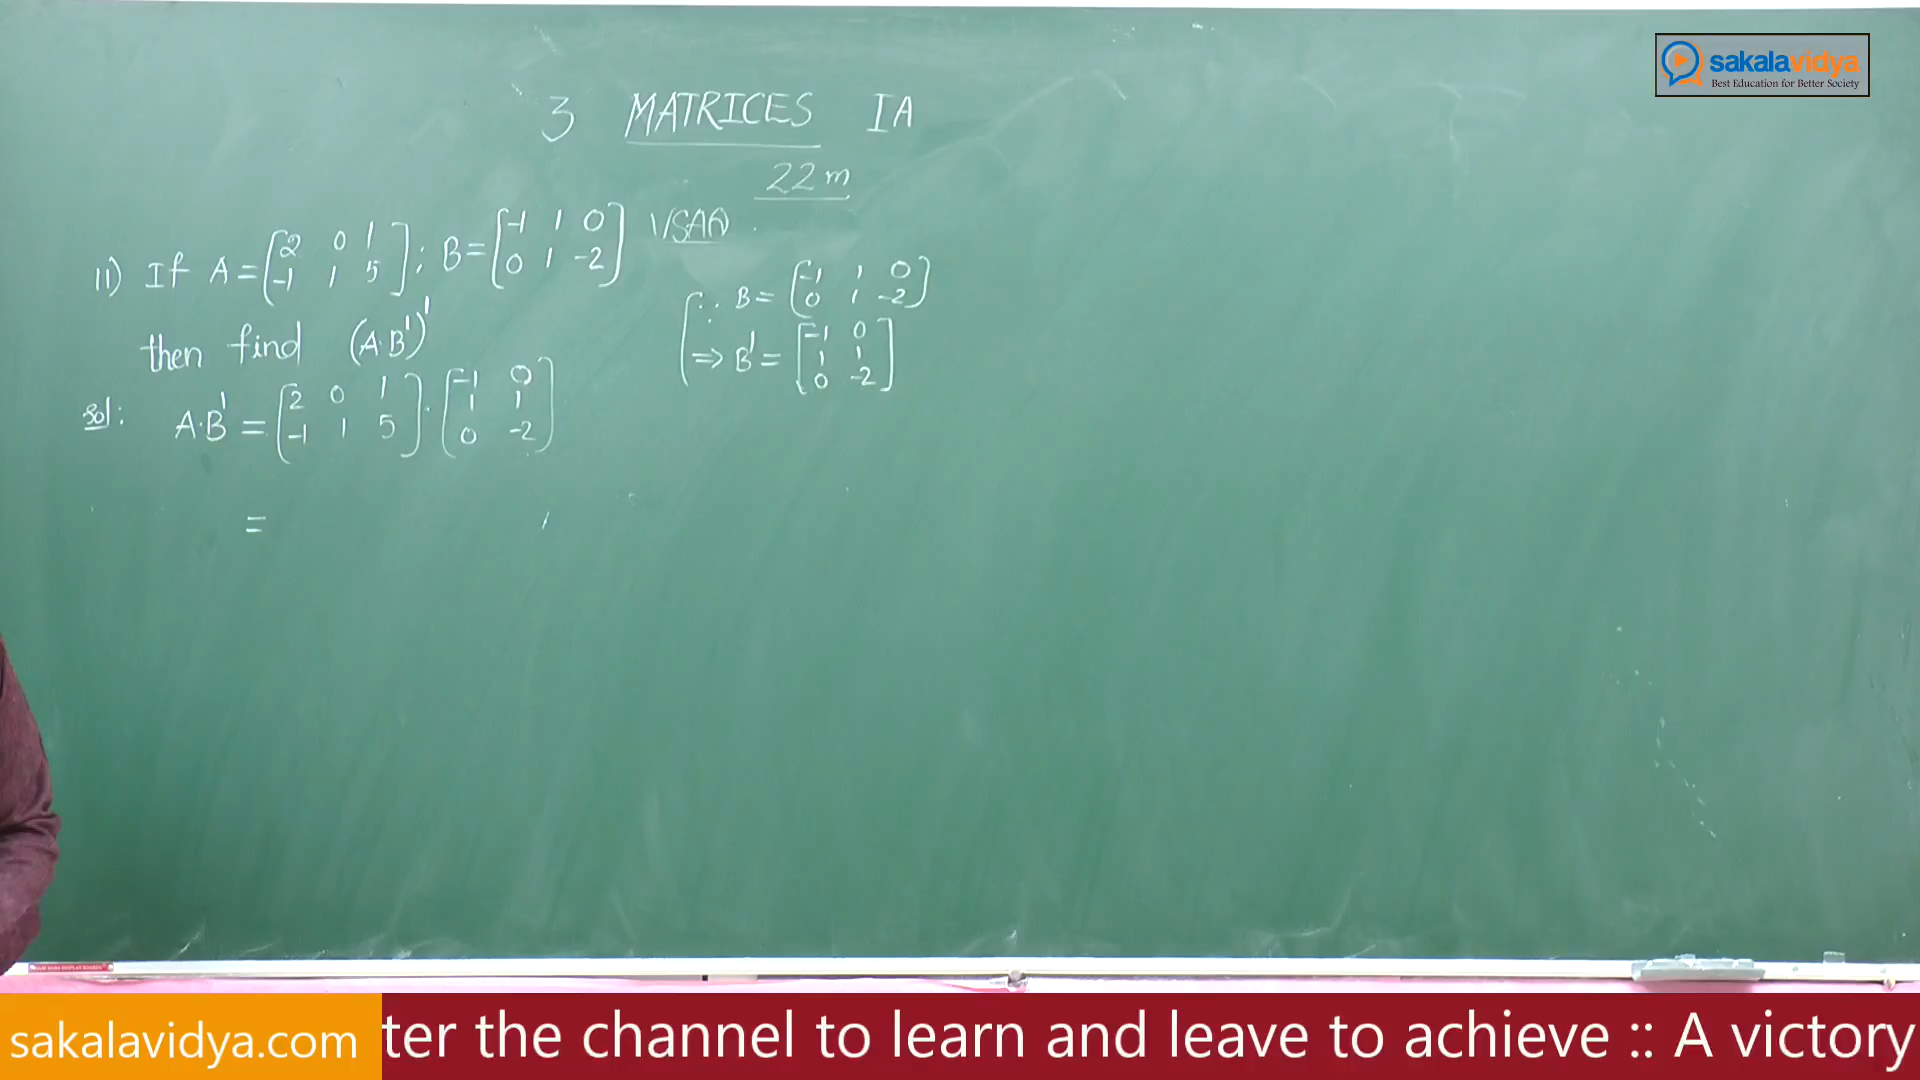 sakalavidya
Best Education for Better Society
3 MATRICES IA
22m
11) If A = [2 0 1; -1 1 5] ; B = [-1 1 0; 0 1 -2] VSAQ
then find (A·B')'
∵ B = [-1 1 0; 0 1 -2]
⇒ B' = [-1 0; 1 1; 0 -2]
Sol: A·B' = [2 0 1; -1 1 5] · [-1 0; 1 1; 0 -2]
=
sakalavidya.com ter the channel to learn and leave to achieve :: A victory